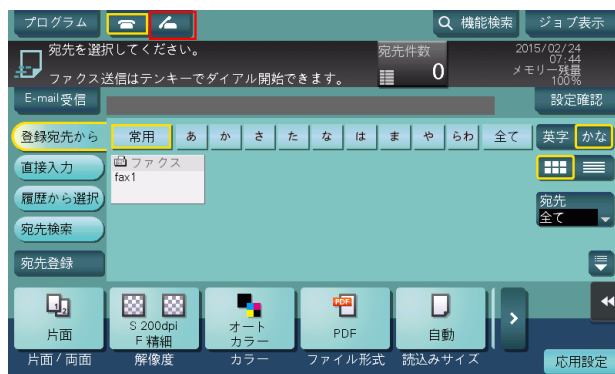 プログラム
機能検索
ジョブ表示
宛先を選択してください。
ファクス送信はテンキーでダイアル開始できます。
宛先件数
0
2015/02/24
07:44
メモリー残量
100%
E-mail受信
設定確認
登録宛先から
常用
あ
か
さ
た
な
は
ま
や
らわ
全て
英字
かな
直接入力
ファクス
fax1
履歴から選択
宛先
全て
宛先検索
宛先登録
片面
S 200dpi
F 精細
オート
カラー
PDF
PDF
自動
片面/両面
解像度
カラー
ファイル形式
読込みサイズ
応用設定